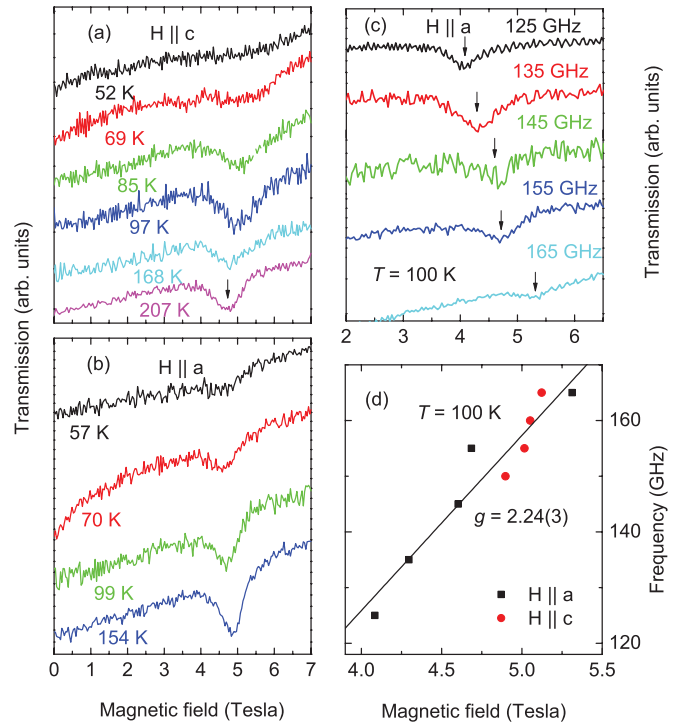 (a)
H || c
52 K
69 K
85 K
97 K
168 K
207 K
Transmission (arb. units)
(b)
H || a
57 K
70 K
99 K
154 K
0 1 2 3 4 5 6 7
Magnetic field (Tesla)
(c)
H || a
125 GHz
135 GHz
145 GHz
155 GHz
165 GHz
T = 100 K
2 3 4 5 6
Transmission (arb. units)
(d)
T = 100 K
g = 2.24(3)
H || a
H || c
160
140
120
Frequency (GHz)
4.0 4.5 5.0 5.5
Magnetic field (Tesla)